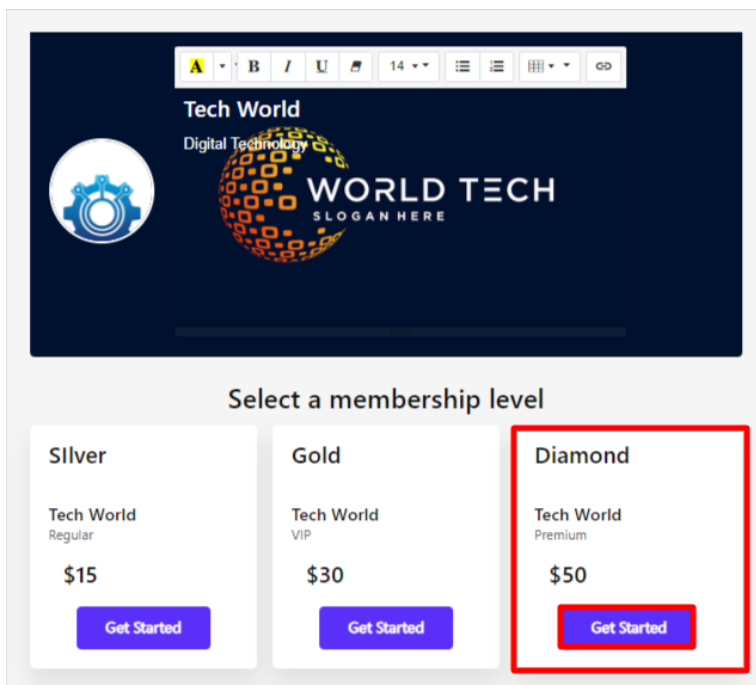 A B I U 14
Tech World
Digital Technology
WORLD TECH
SLOGAN HERE
Select a membership level
SIlver
Gold
Diamond
Tech World
Regular
Tech World
VIP
Tech World
Premium
$15
$30
$50
Get Started
Get Started
Get Started